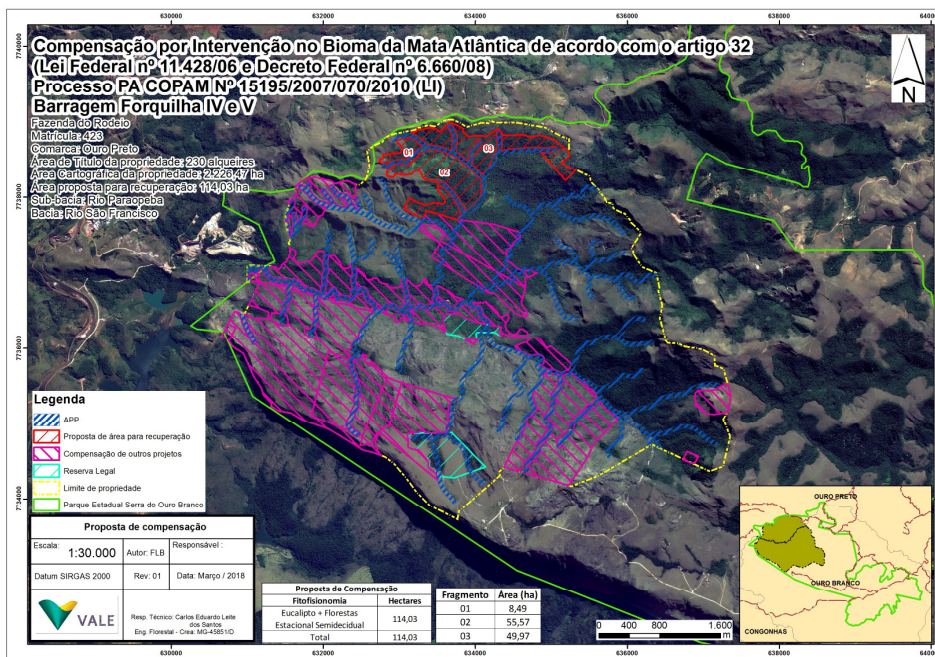 630000 632000 634000 636000 638000 64000
7740000
7738000
7736000
7734000
Compensação por Intervenção no Bioma da Mata Atlântica de acordo com o artigo 32
(Lei Federal nº 11.428/06 e Decreto Federal nº 6.660/08)
Processo PA COPAM Nº 15195/2007/070/2010 (LI)
Barragem Forquilha IV e V
Fazenda do Rodeio
Matrícula: 423
Comarca: Ouro Preto
Área de Título da propriedade: 230 alqueires
Área Cartográfica da propriedade: 2.226,47 ha
Área proposta para recuperação: 114,03 ha
Sub-bacia: Rio Paraopeba
Bacia: Rio São Francisco
N
01
02
03
Legenda
APP
Proposta de área para recuperação
Compensação de outros projetos
Reserva Legal
Limite de propriedade
Parque Estadual Serra do Ouro Branco
Proposta de compensação
Escala: 1:30.000 Autor: FLB Responsável :
Datum SIRGAS 2000 Rev: 01 Data: Março / 2018
VALE
Resp. Técnico: Carlos Eduardo Leite
dos Santos
Eng. Florestal - Crea: MG-45851/D
Proposta de Compensação
Fitofisionomia Hectares
Eucalipto + Florestas
Estacional Semidecidual 114,03
Total 114,03
Fragmento Área (ha)
01 8,49
02 55,57
03 49,97
0 400 800 1.600
m
OURO PRETO
OURO BRANCO
CONGONHAS
630000 632000 634000 636000 638000 64000